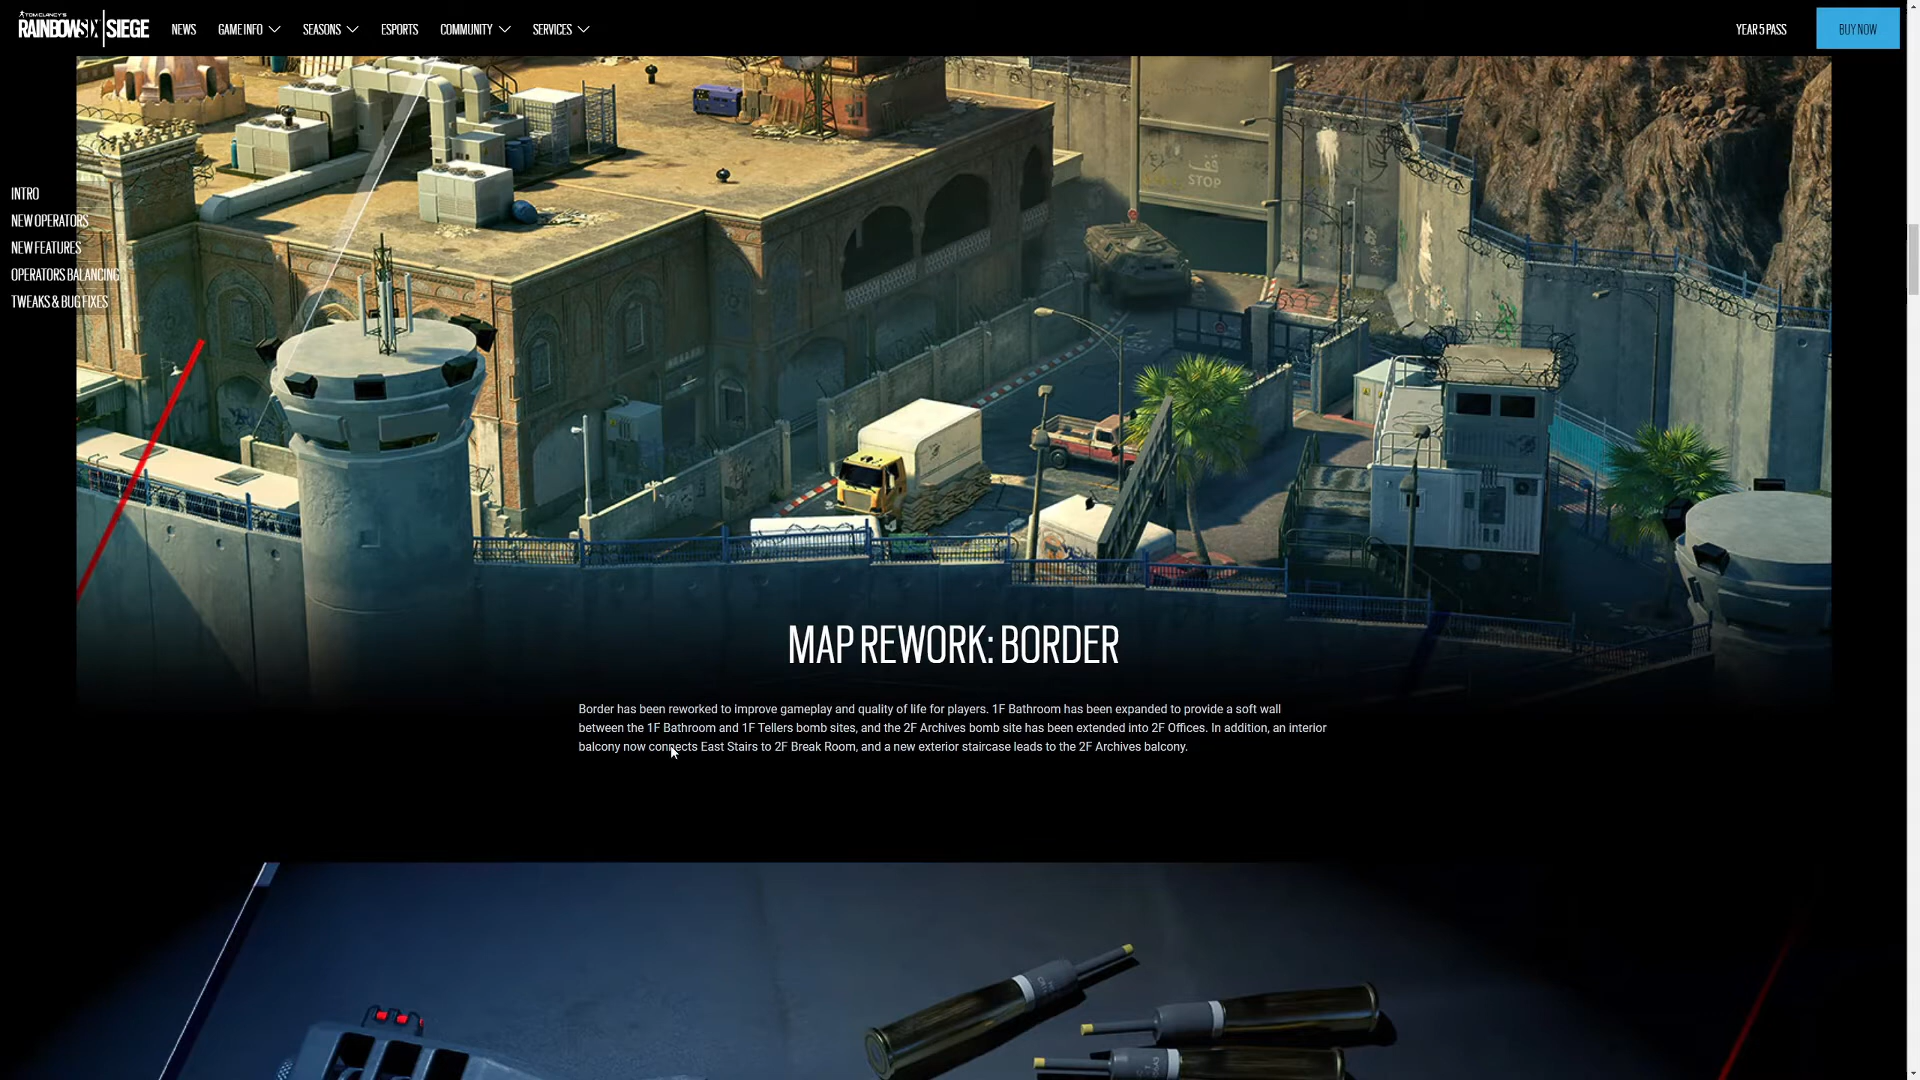 TOM CLANCY'S
RAINBOWSIX | SIEGE
NEWS
GAME INFO
SEASONS
ESPORTS
COMMUNITY
SERVICES
YEAR 5 PASS
BUY NOW
STOP
INTRO
NEW OPERATORS
NEW FEATURES
OPERATORS BALANCING
TWEAKS & BUG FIXES
MAP REWORK: BORDER
Border has been reworked to improve gameplay and quality of life for players. 1F Bathroom has been expanded to provide a soft wall
between the 1F Bathroom and 1F Tellers bomb sites, and the 2F Archives bomb site has been extended into 2F Offices. In addition, an interior
balcony now connects East Stairs to 2F Break Room, and a new exterior staircase leads to the 2F Archives balcony.